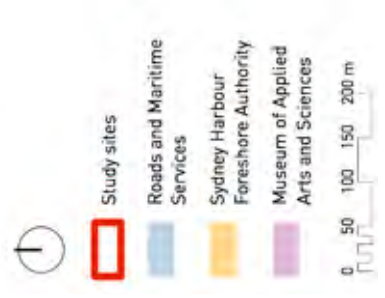 Study sites
Roads and Maritime
Services
Sydney Harbour
Foreshore Authority
Museum of Applied
Arts and Sciences
0 50 100 150 200 m